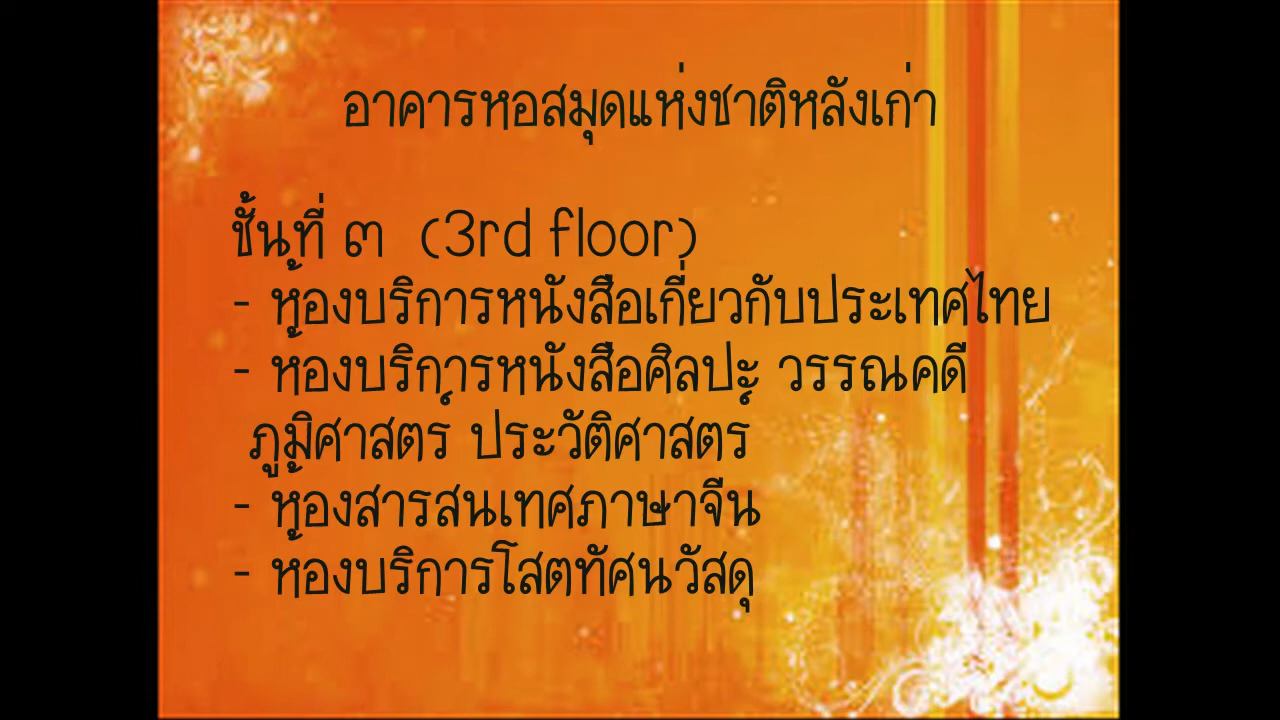 อาคารหอสมุดแห่งชาติหลังเก่า
ชั้นที่ ๓ (3rd floor)
- ห้องบริการหนังสือเกี่ยวกับประเทศไทย
- ห้องบริการหนังสือศิลปะ วรรณคดี
ภูมิศาสตร์ ประวัติศาสตร์
- ห้องสารสนเทศภาษาจีน
- ห้องบริการโสตทัศนวัสดุ